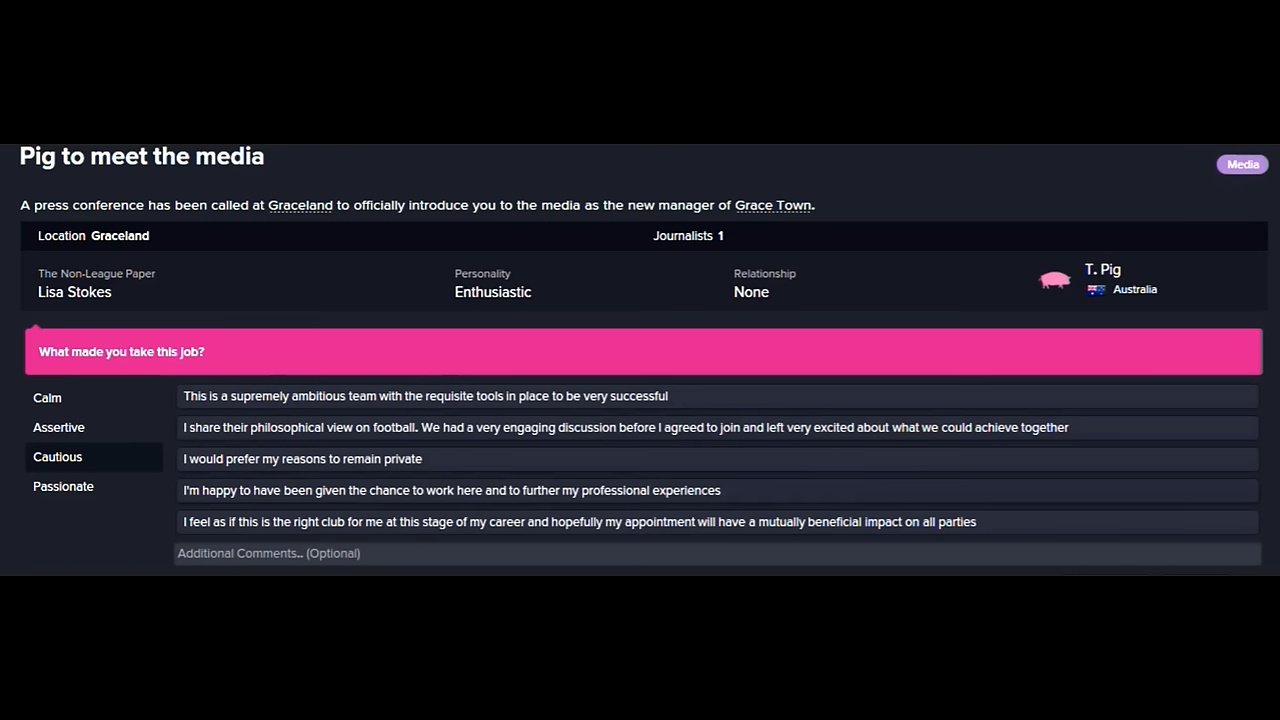 Pig to meet the media
Media
A press conference has been called at Graceland to officially introduce you to the media as the new manager of Grace Town.
Location Graceland
Journalists 1
The Non-League Paper
Lisa Stokes
Personality
Enthusiastic
Relationship
None
T. Pig
Australia
What made you take this job?
Calm
Assertive
Cautious
Passionate
This is a supremely ambitious team with the requisite tools in place to be very successful
I share their philosophical view on football. We had a very engaging discussion before I agreed to join and left very excited about what we could achieve together
I would prefer my reasons to remain private
I'm happy to have been given the chance to work here and to further my professional experiences
I feel as if this is the right club for me at this stage of my career and hopefully my appointment will have a mutually beneficial impact on all parties
Additional Comments.. (Optional)